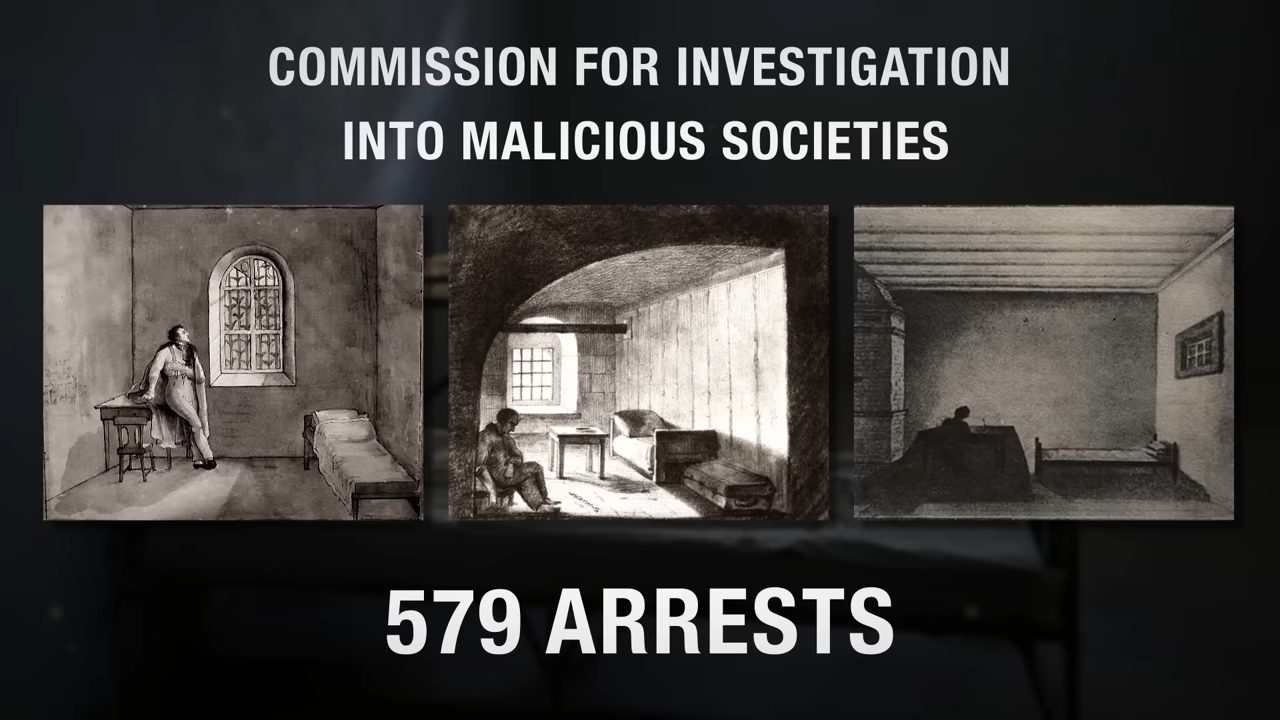 COMMISSION FOR INVESTIGATION
INTO MALICIOUS SOCIETIES
579 ARRESTS